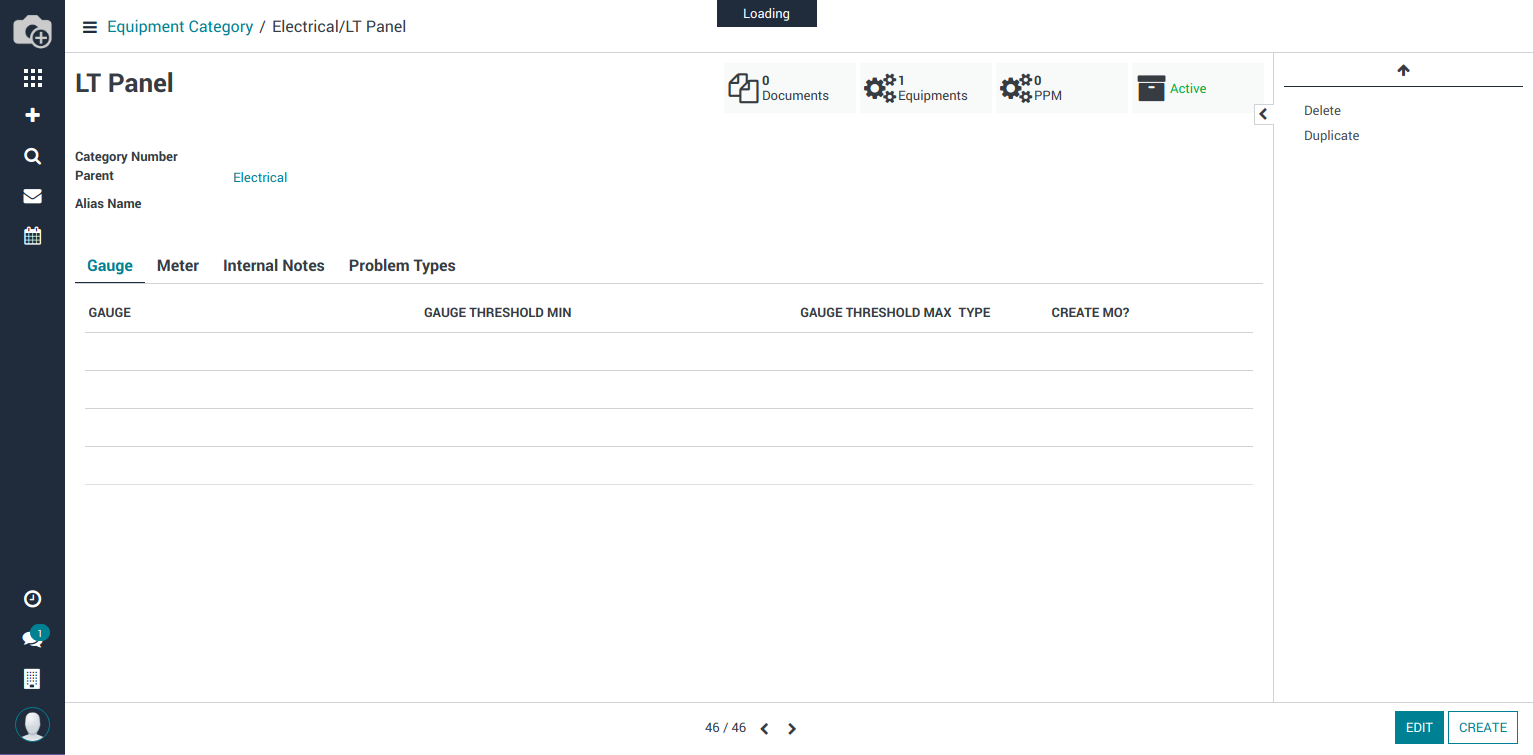 Loading
Equipment Category / Electrical/LT Panel
LT Panel
0
Documents
1
Equipments
0
PPM
Active
Delete
Duplicate
Category Number
Parent Electrical
Alias Name
Gauge Meter Internal Notes Problem Types
GAUGE GAUGE THRESHOLD MIN GAUGE THRESHOLD MAX TYPE CREATE MO?
1
46 / 46
EDIT CREATE